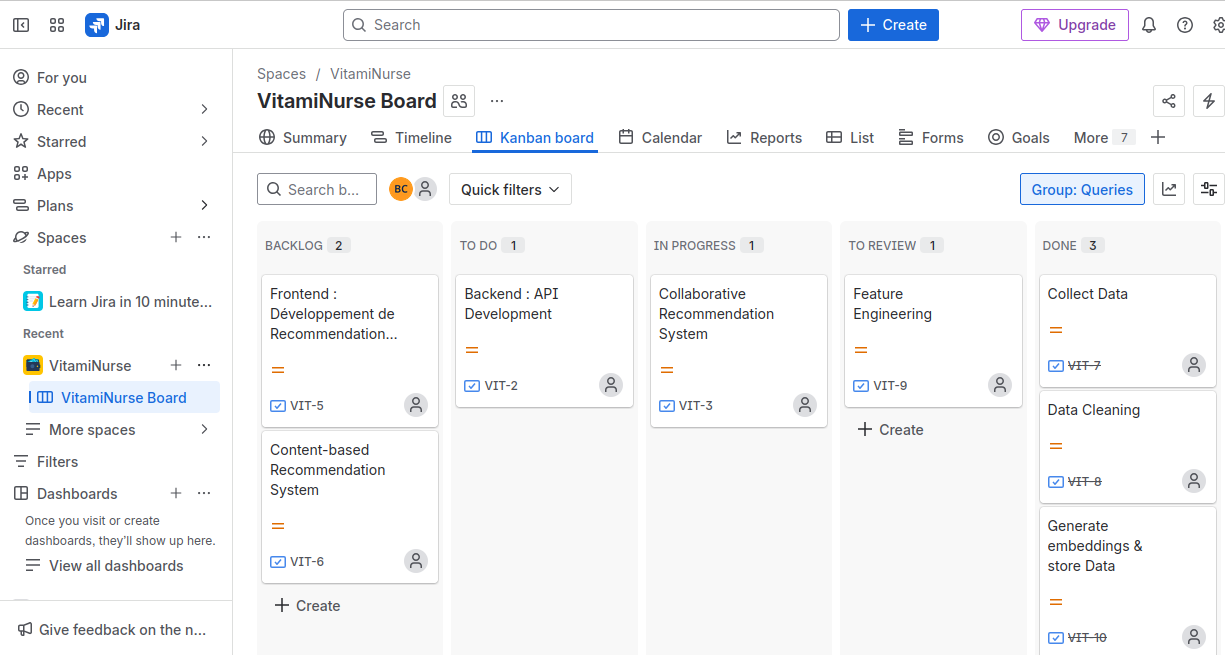 Jira
Search
Create
Upgrade
For you
Recent
Starred
Apps
Plans
Spaces
Starred
Learn Jira in 10 minute...
Recent
VitamiNurse
VitamiNurse Board
More spaces
Filters
Dashboards
Once you visit or create
dashboards, they'll show up here.
View all dashboards
Give feedback on the n...
Spaces / VitamiNurse
VitamiNurse Board
Summary Timeline Kanban board Calendar Reports List Forms Goals More 7
Search b... BC Quick filters Group: Queries
BACKLOG 2
Frontend :
Développement de
Recommendation...
VIT-5
Content-based
Recommendation
System
VIT-6
Create
TO DO 1
Backend : API
Development
VIT-2
IN PROGRESS 1
Collaborative
Recommendation
System
VIT-3
TO REVIEW 1
Feature
Engineering
VIT-9
Create
DONE 3
Collect Data
VIT-7
Data Cleaning
VIT-8
Generate
embeddings &
store Data
VIT-10